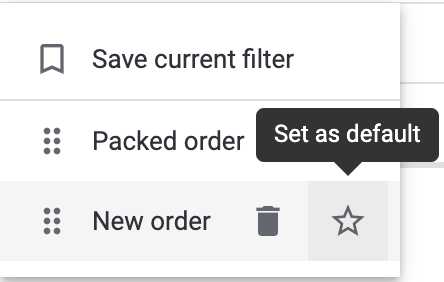 Save current filter
Packed order
Set as default
New order